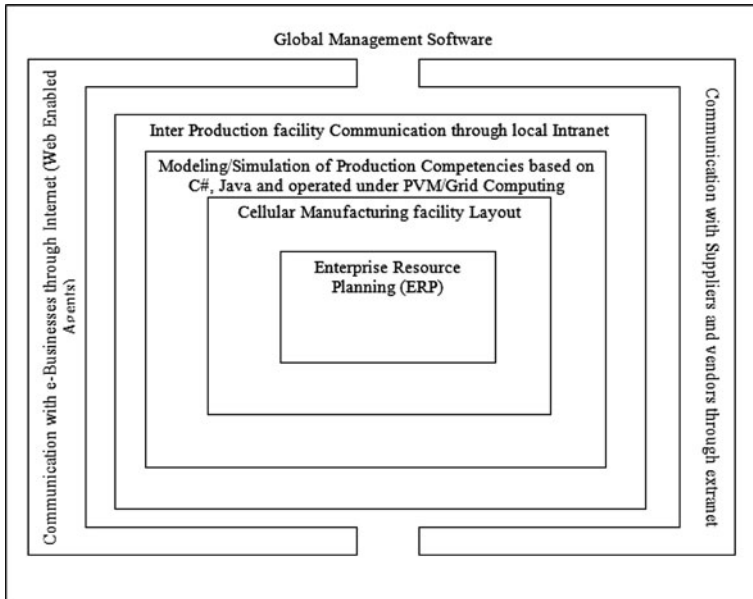 Global Management Software
Communication with e-Businesses through Internet (Web Enabled
Agents)
Inter Production facility Communication through local Intranet
Modeling/Simulation of Production Competencies based on
C#, Java and operated under PVM/Grid Computing
Cellular Manufacturing facility Layout
Enterprise Resource
Planning (ERP)
Communication with Suppliers and vendors through extranet